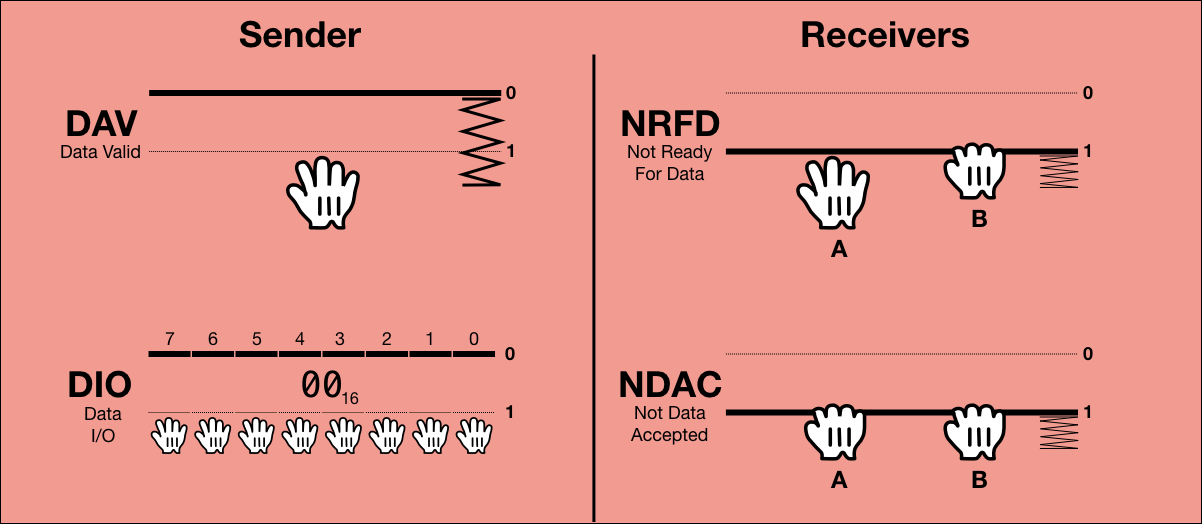 Sender
0
DAV
Data Valid
1
7 6 5 4 3 2 1 0
0
DIO
00₁₆
Data
I/O
1
Receivers
0
NRFD
Not Ready
For Data
1
A
B
0
NDAC
Not Data
Accepted
1
A
B